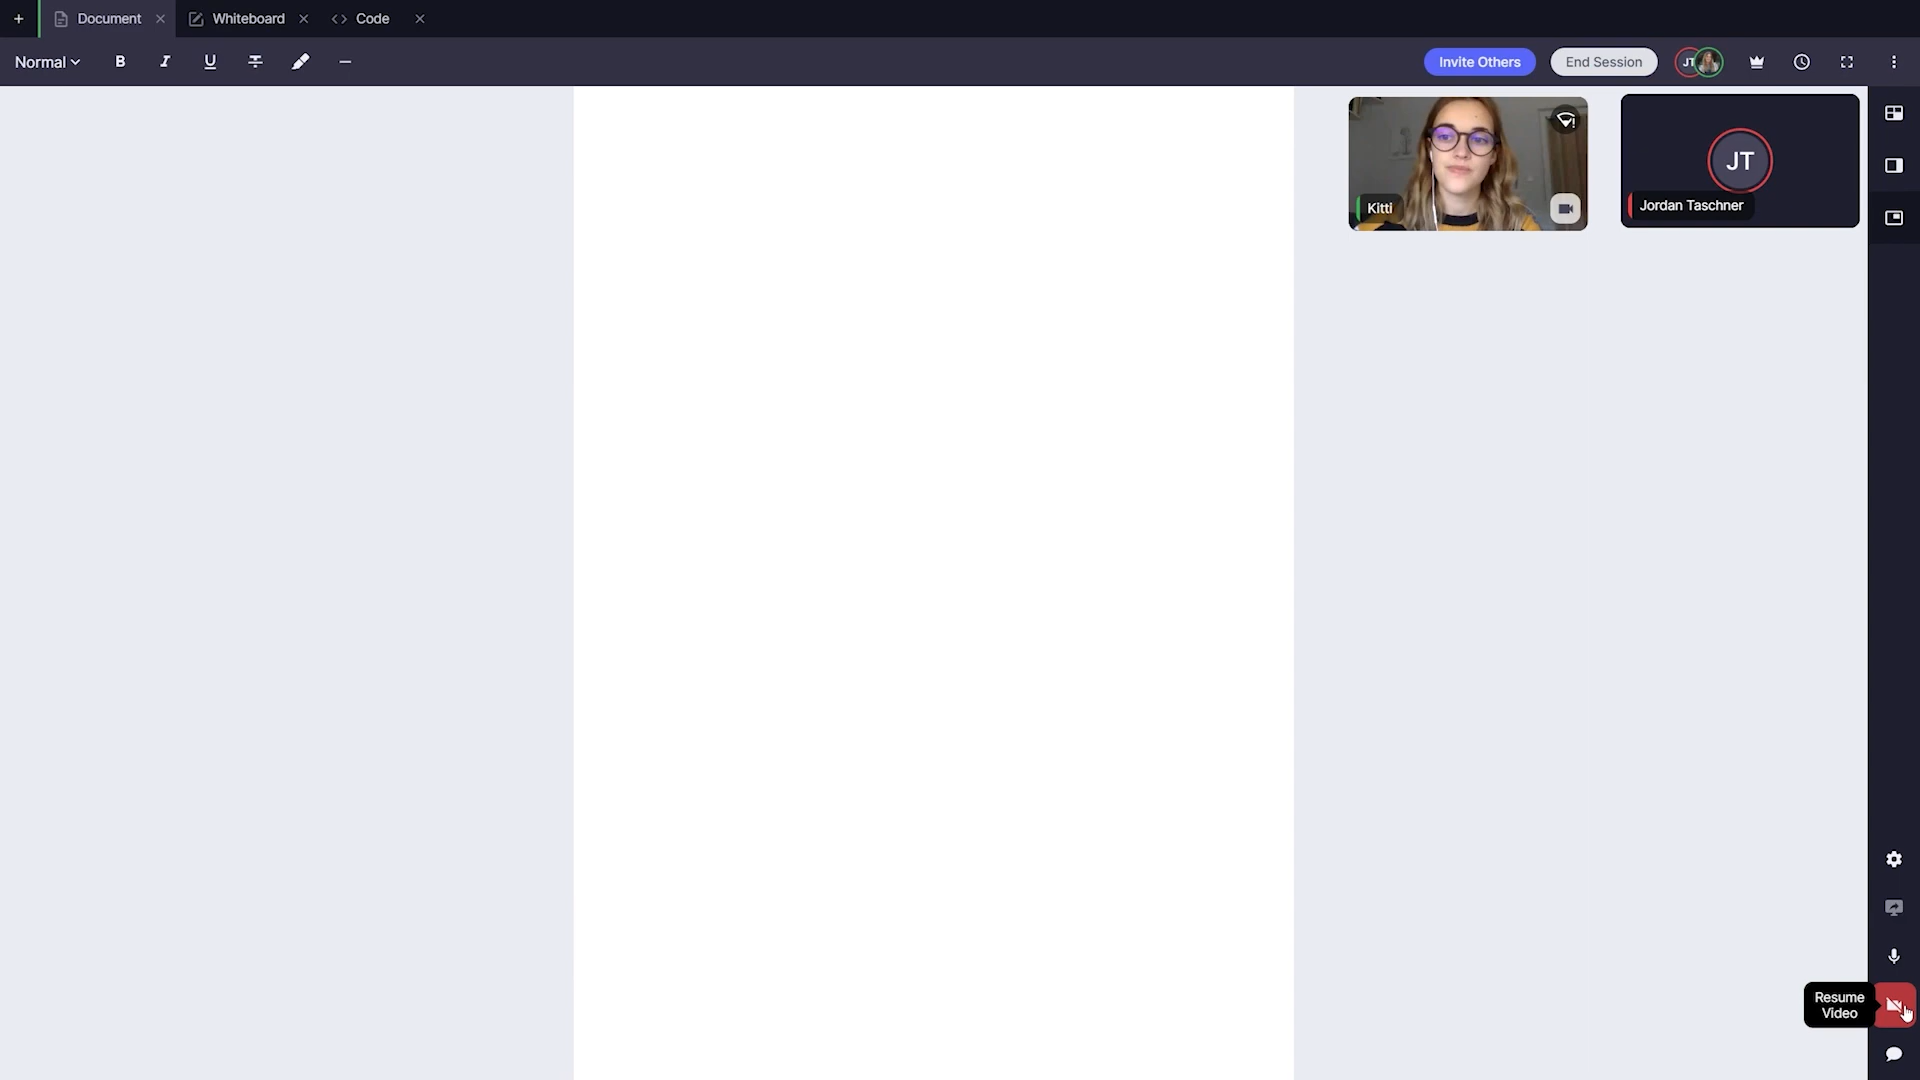 Document
Whiteboard
Code
Normal
B
I
U
Invite Others
End Session
JT
Kitti
JT
Jordan Taschner
Resume
Video